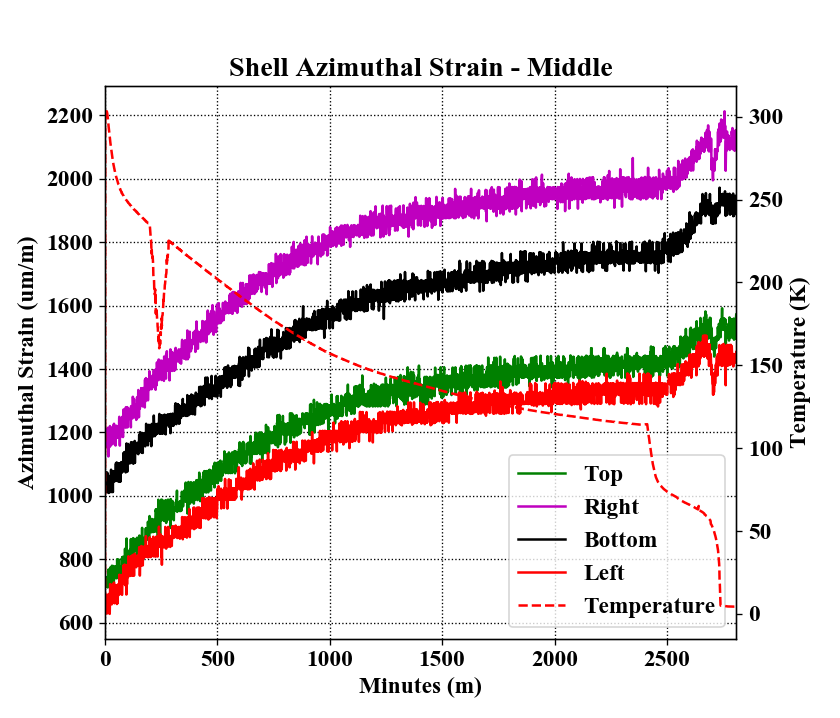 Shell Azimuthal Strain - Middle
Azimuthal Strain (um/m)
2200
2000
1800
1600
1400
1200
1000
800
600
300
250
200
150
100
50
0
Temperature (K)
Top
Right
Bottom
Left
Temperature
0 500 1000 1500 2000 2500
Minutes (m)